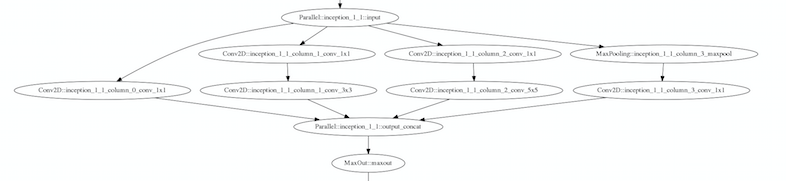 Parallel::inception_1_1::input
Conv2D::inception_1_1_column_1_conv_1x1
Conv2D::inception_1_1_column_2_conv_1x1
MaxPooling::inception_1_1_column_3_maxpool
Conv2D::inception_1_1_column_0_conv_1x1
Conv2D::inception_1_1_column_1_conv_3x3
Conv2D::inception_1_1_column_2_conv_5x5
Conv2D::inception_1_1_column_3_conv_1x1
Parallel::inception_1_1::output_concat
MaxOut::maxout